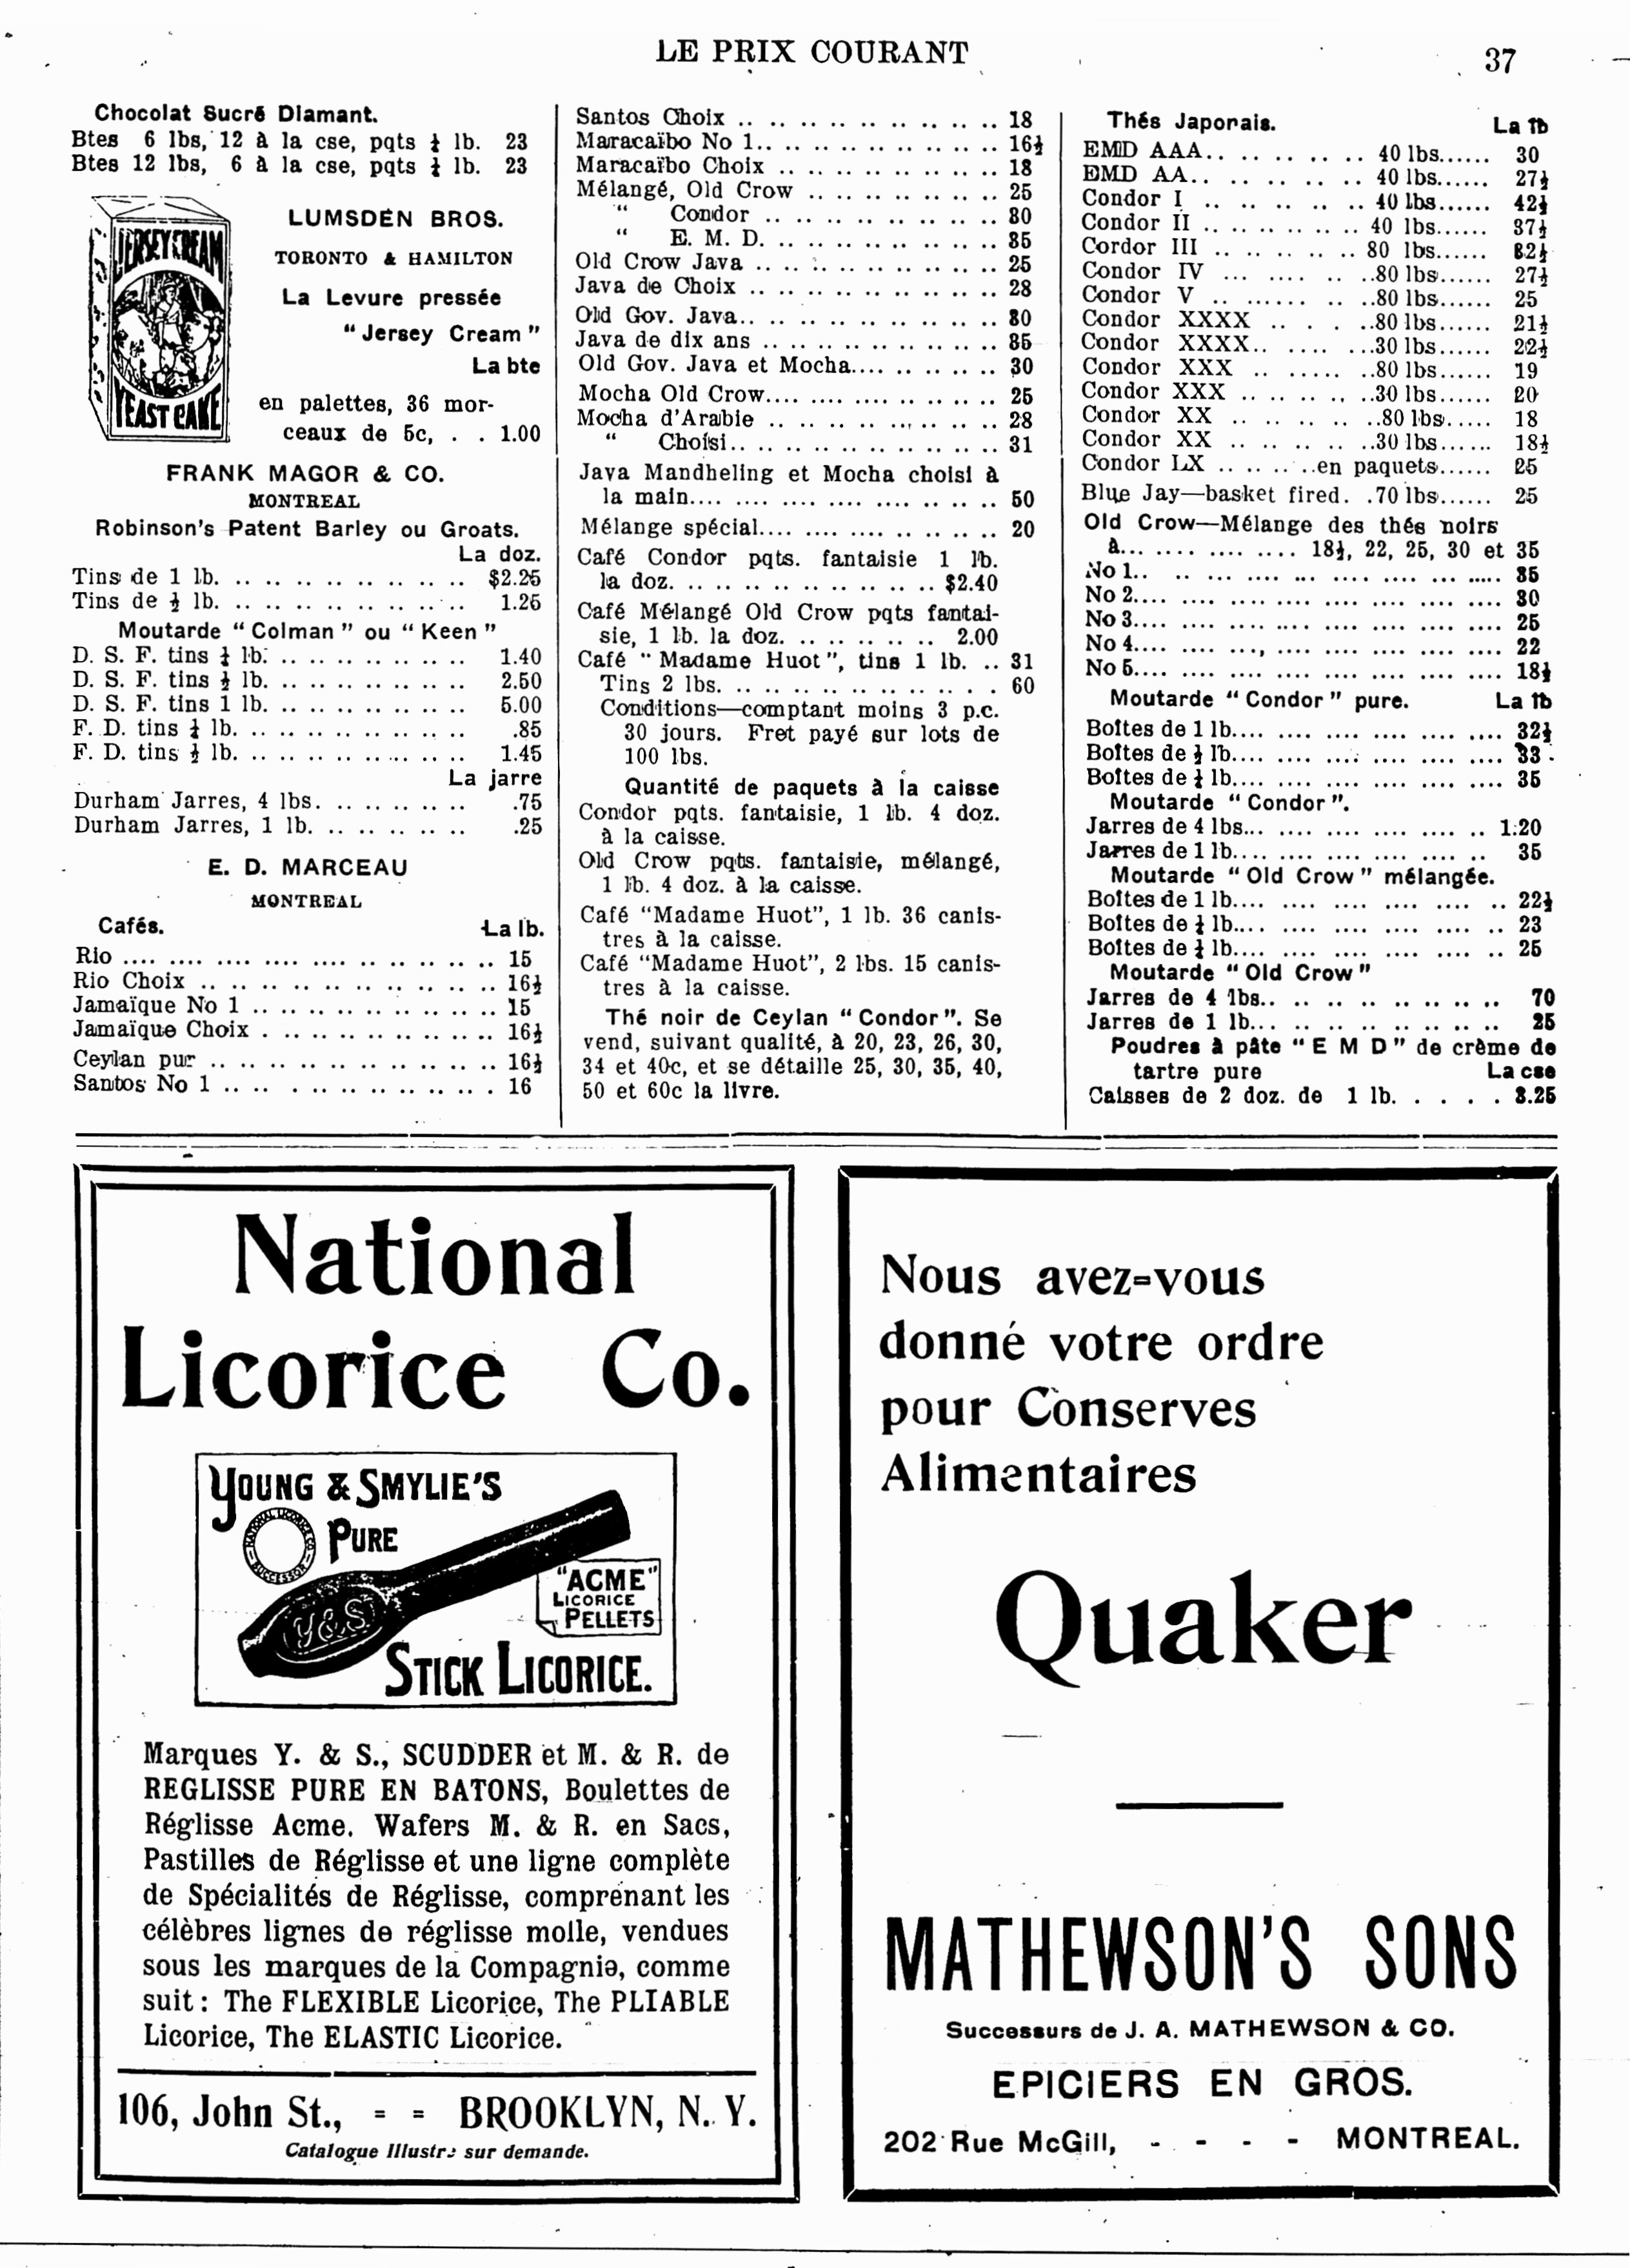 LE PRIX COURANT
37
Chocolat Sucré Diamant.
Btes 6 lbs, 12 à la cse, pqts ¼ lb. 23
Btes 12 lbs, 6 à la cse, pqts ¼ lb. 23
JERSEY CREAM
YEAST CAKE
LUMSDEN BROS.
TORONTO & HAMILTON
La Levure pressée
" Jersey Cream "
La bte
en palettes, 36 mor-
ceaux de 5c, . . 1.00
FRANK MAGOR & CO.
MONTREAL
Robinson's Patent Barley ou Groats.
La doz.
Tins de 1 lb. .. .. .. .. .. .. .. .. $2.25
Tins de ½ lb. .. .. .. .. .. .. .. .. 1.25
Moutarde " Colman " ou " Keen "
D. S. F. tins ¼ lb. .. .. .. .. .. .. 1.40
D. S. F. tins ½ lb. .. .. .. .. .. .. 2.50
D. S. F. tins 1 lb. .. .. .. .. .. .. 5.00
F. D. tins ¼ lb. .. .. .. .. .. .. .. .85
F. D. tins ½ lb. .. .. .. .. .. .. .. 1.45
La jarre
Durham Jarres, 4 lbs. .. .. .. .. .75
Durham Jarres, 1 lb. .. .. .. .. .25
E. D. MARCEAU
MONTREAL
Cafés. La lb.
Rio .... .... .... .... .. .. .. .. .. 15
Rio Choix .. .. .. .. .. .. .. .. .. 16½
Jamaïque No 1 .. .. .. .. .. .. .. 15
Jamaïque Choix . .. .. .. .. .. .. 16½
Ceylan pur .. .. .. .. .. .. .. .. .. 16½
Santos No 1 .. .. .. .. .. .. .. .. . 16
Santos Choix .. .. .. .. .. .. .. .. 18
Maracaïbo No 1.. .. .. .. .. .. .. 16½
Maracaïbo Choix .. .. .. .. .. .. .. 18
Mélangé, Old Crow .. .. .. .. .. .. 25
" Condor .. .. .. .. .. .. .. 30
" E. M. D. .. .. .. .. .. .. .. 35
Old Crow Java .. .. .. .. .. .. .. 25
Java de Choix .. .. .. .. .. .. .. 28
Old Gov. Java.. .. .. .. .. .. .. .. 30
Java de dix ans .. .. .. .. .. .. .. 35
Old Gov. Java et Mocha.... .. .. .. 30
Mocha Old Crow.... .... .. .. .. .. 25
Mocha d'Arabie .. .. .. .. .. .. .. 28
" Choisi.. .. .. .. .. .. .. .. 31
Java Mandheling et Mocha choisi à
la main.... .... .... .... .... .. .. 50
Mélange spécial.... .... .. .. .. .. 20
Café Condor pqts. fantaisie 1 lb.
la doz. .. .. .. .. .. .. .. .. .. $2.40
Café Mélangé Old Crow pqts fantai-
sie, 1 lb. la doz. .. .. .. .. .. 2.00
Café " Madame Huot ", tins 1 lb. .. 31
Tins 2 lbs. .. .. .. .. .. .. .. .. . 60
Conditions—comptant moins 3 p.c.
30 jours. Fret payé sur lots de
100 lbs.
Quantité de paquets à la caisse
Condor pqts. fantaisie, 1 lb. 4 doz.
à la caisse.
Old Crow pqts. fantaisie, mélangé,
1 lb. 4 doz. à la caisse.
Café "Madame Huot", 1 lb. 36 canis-
tres à la caisse.
Café "Madame Huot", 2 lbs. 15 canis-
tres à la caisse.
Thé noir de Ceylan " Condor ". Se
vend, suivant qualité, à 20, 23, 26, 30,
34 et 40c, et se détaille 25, 30, 35, 40,
50 et 60c la livre.
Thés Japonais. La lb
EMD AAA.. .. .. .. .. 40 lbs...... 30
EMD AA.. .. .. .. .. 40 lbs...... 27½
Condor I .. .. .. .. .. 40 lbs...... 42½
Condor II .. .. .. .. .. 40 lbs...... 37½
Cordor III .. .. .. .. .. 80 lbs...... 32½
Condor IV ... .... .. ..80 lbs...... 27½
Condor V .. ...... .. ..80 lbs...... 25
Condor XXXX .. . . ..80 lbs...... 21½
Condor XXXX.. .... ...30 lbs...... 22½
Condor XXX .. ..... ..80 lbs...... 19
Condor XXX .. .. .. ..30 lbs...... 20
Condor XX .. .. .. ..80 lbs...... 18
Condor XX .. .. .. ..30 lbs...... 18½
Condor LX .. .. .. ..en paquets...... 25
Blue Jay—basket fired. .70 lbs...... 25
Old Crow—Mélange des thés noirs
à... .... .... .... 18½, 22, 25, 30 et 35
No 1.. .. ... .... ... .... .... ... ..... 35
No 2.... .... .... .... .... .... .... .... 30
No 3.... .... .... .... .... .... .... .... 25
No 4.... .... .... .... .... .... .... .... 22
No 5.... .... .... .... .... .... .... .... 18½
Moutarde " Condor " pure. La lb
Boîtes de 1 lb.... .... .... .... .... .... 32½
Boîtes de ½ lb.... .... .... .... .... .... 33
Boîtes de ¼ lb.... .... .... .... .... .... 35
Moutarde " Condor ".
Jarres de 4 lbs... .... .... .... .... .. 1.20
Jarres de 1 lb.... .... .... .... .... .. 35
Moutarde " Old Crow " mélangée.
Boîtes de 1 lb.... .... .... .... .... .. 22½
Boîtes de ½ lb.... .... .... .... .... .. 23
Boîtes de ¼ lb.... .... .... .... .... .. 25
Moutarde " Old Crow "
Jarres de 4 lbs.. .. .. .. .. .. .. .. 70
Jarres de 1 lb... .. .. .. .. .. .. .. 25
Poudres à pâte " E M D " de crème de
tartre pure La cse
Caisses de 2 doz. de 1 lb. . . . . . 3.25
National
Licorice Co.
YOUNG & SMYLIE'S
PURE
NATIONAL LICORICE CO.
SUCCESSOR
Y&S
"ACME"
LICORICE
PELLETS
STICK LICORICE.
Marques Y. & S., SCUDDER et M. & R. de
REGLISSE PURE EN BATONS, Boulettes de
Réglisse Acme. Wafers M. & R. en Sacs,
Pastilles de Réglisse et une ligne complète
de Spécialités de Réglisse, comprenant les
célèbres lignes de réglisse molle, vendues
sous les marques de la Compagnie, comme
suit : The FLEXIBLE Licorice, The PLIABLE
Licorice, The ELASTIC Licorice.
106, John St., = = BROOKLYN, N. Y.
Catalogue Illustré sur demande.
Nous avez-vous
donné votre ordre
pour Conserves
Alimentaires
Quaker
MATHEWSON'S SONS
Successurs de J. A. MATHEWSON & CO.
EPICIERS EN GROS.
202 Rue McGill, - - - - MONTREAL.